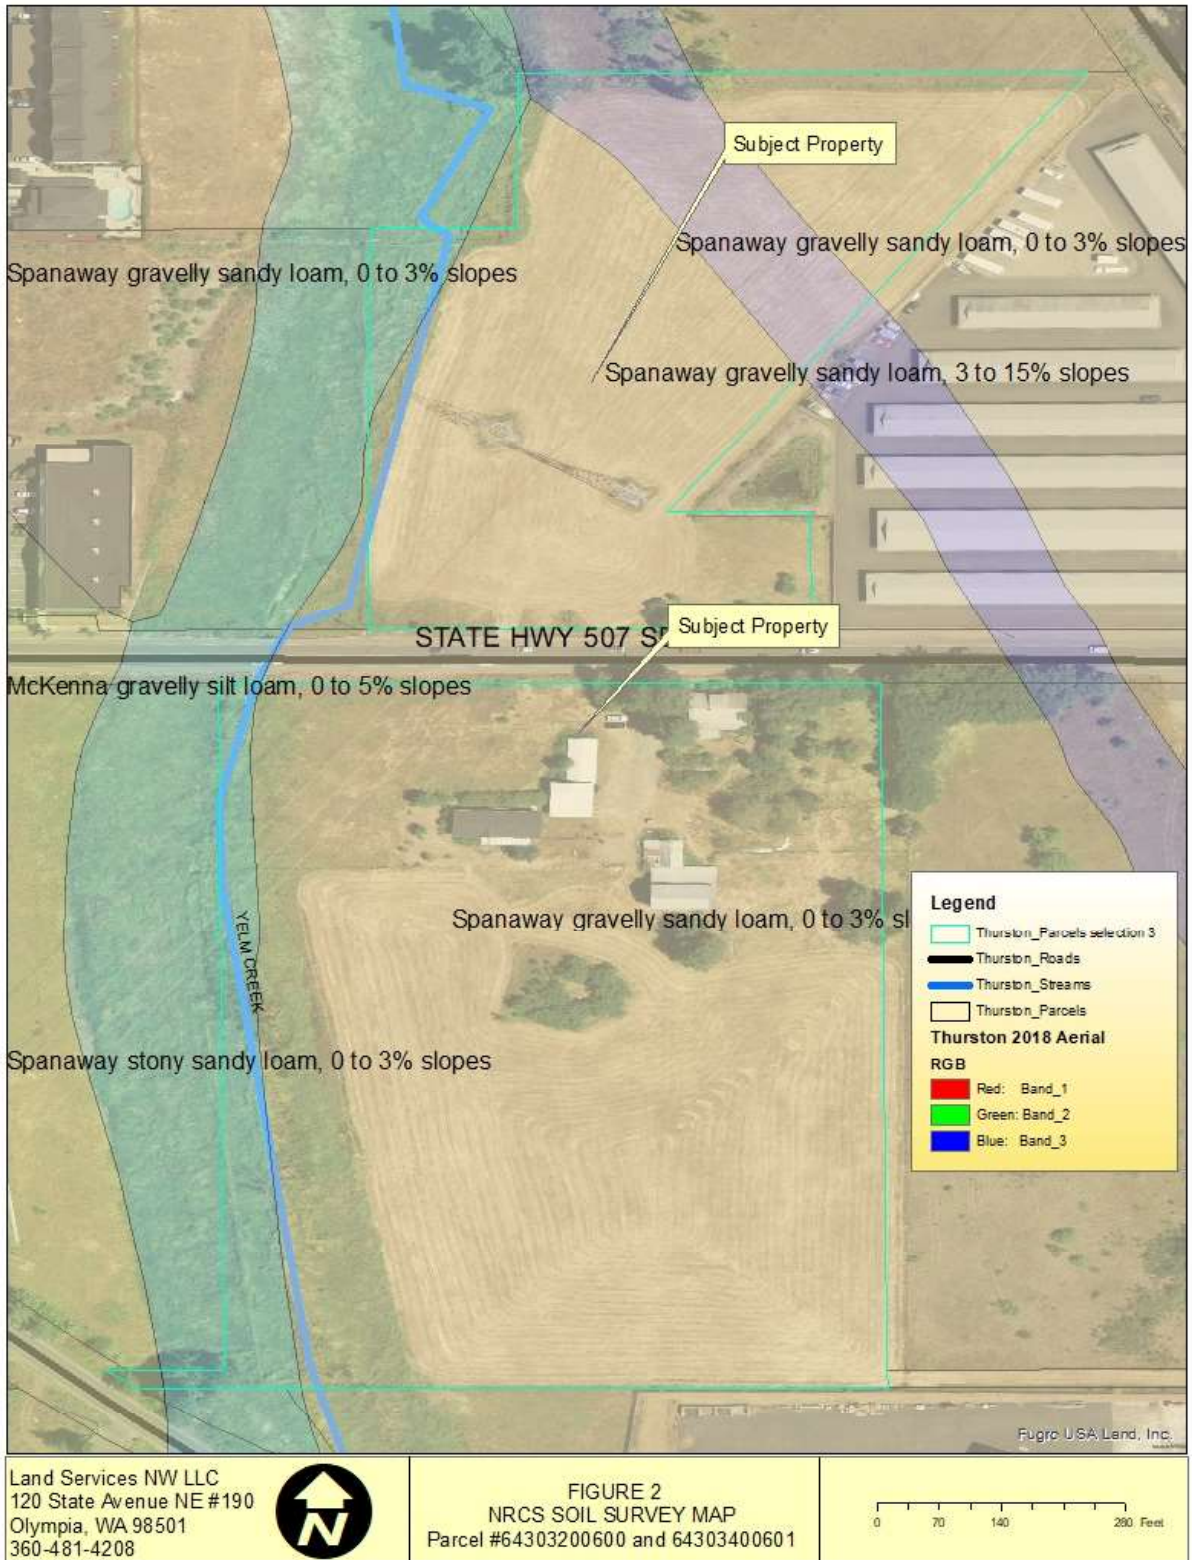 Subject Property
Spanaway gravelly sandy loam, 0 to 3% slopes
Spanaway gravelly sandy loam, 0 to 3% slopes
Spanaway gravelly sandy loam, 3 to 15% slopes
Subject Property
STATE HWY 507 SE
McKenna gravelly silt loam, 0 to 5% slopes
Spanaway gravelly sandy loam, 0 to 3% sl
YELM CREEK
Spanaway stony sandy loam, 0 to 3% slopes
Legend
Thurston_Parcels selection 3
Thurston_Roads
Thurston_Streams
Thurston_Parcels
Thurston 2018 Aerial
RGB
Red: Band_1
Green: Band_2
Blue: Band_3
Fugro USA Land, Inc.
Land Services NW LLC
120 State Avenue NE #190
Olympia, WA 98501
360-481-4208
N
FIGURE 2
NRCS SOIL SURVEY MAP
Parcel #64303200600 and 64303400601
0 70 140 280 Feet